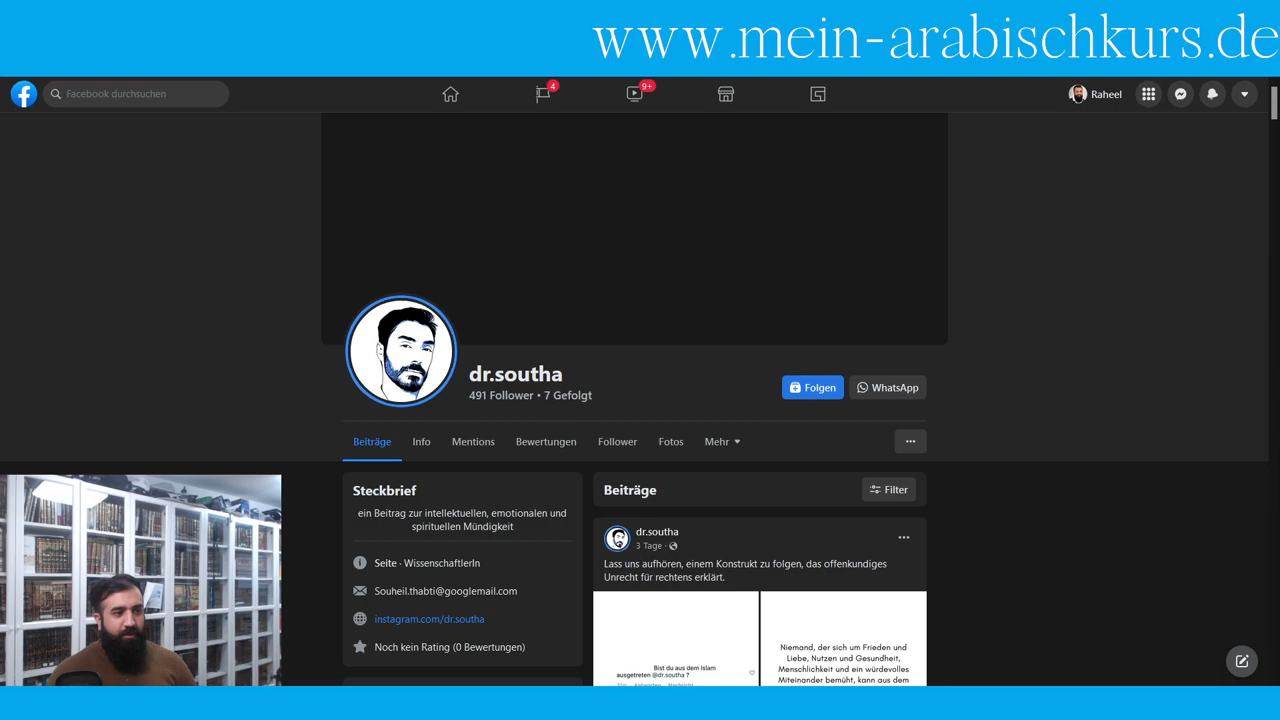 www.mein-arabischkurs.de
Facebook durchsuchen
4
9+
Raheel
dr.southa
491 Follower • 7 Gefolgt
Folgen
WhatsApp
Beiträge
Info
Mentions
Bewertungen
Follower
Fotos
Mehr
Steckbrief
ein Beitrag zur intellektuellen, emotionalen und
spirituellen Mündigkeit
Seite · WissenschaftlerIn
Souheil.thabti@googlemail.com
instagram.com/dr.southa
Noch kein Rating (0 Bewertungen)
Beiträge
Filter
dr.southa
3 Tage ·
Lass uns aufhören, einem Konstrukt zu folgen, das offenkundiges
Unrecht für rechtens erklärt.
Bist du aus dem Islam
ausgetreten @dr.southa ?
Niemand, der sich um Frieden und
Liebe, Nutzen und Gesundheit,
Menschlichkeit und ein würdevolles
Miteinander bemüht, kann aus dem